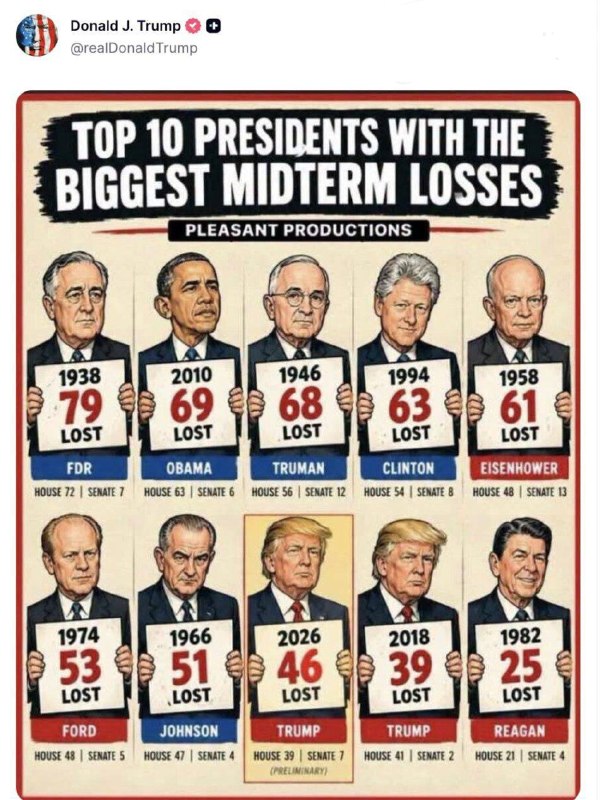 Donald J. Trump
@realDonaldTrump
TOP 10 PRESIDENTS WITH THE
BIGGEST MIDTERM LOSSES
PLEASANT PRODUCTIONS
1938
79
LOST
FDR
HOUSE 72 | SENATE 7
2010
69
LOST
OBAMA
HOUSE 63 | SENATE 6
1946
68
LOST
TRUMAN
HOUSE 56 | SENATE 12
1994
63
LOST
CLINTON
HOUSE 54 | SENATE 8
1958
61
LOST
EISENHOWER
HOUSE 48 | SENATE 13
1974
53
LOST
FORD
HOUSE 48 | SENATE 5
1966
51
LOST
JOHNSON
HOUSE 47 | SENATE 4
2026
46
LOST
TRUMP
HOUSE 39 | SENATE 7
(PRELIMINARY)
2018
39
LOST
TRUMP
HOUSE 41 | SENATE 2
1982
25
LOST
REAGAN
HOUSE 21 | SENATE 4